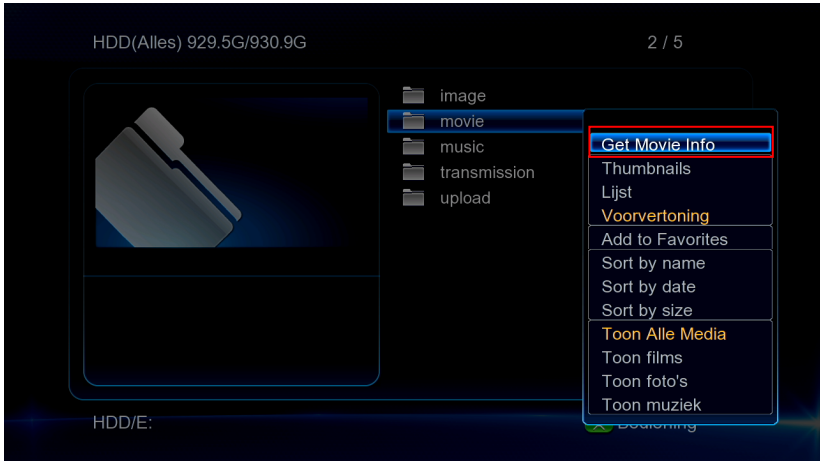 HDD(Alles) 929.5G/930.9G
2 / 5
image
movie
music
transmission
upload
Get Movie Info
Thumbnails
Lijst
Voorvertoning
Add to Favorites
Sort by name
Sort by date
Sort by size
Toon Alle Media
Toon films
Toon foto's
Toon muziek
HDD/E:
Bediening